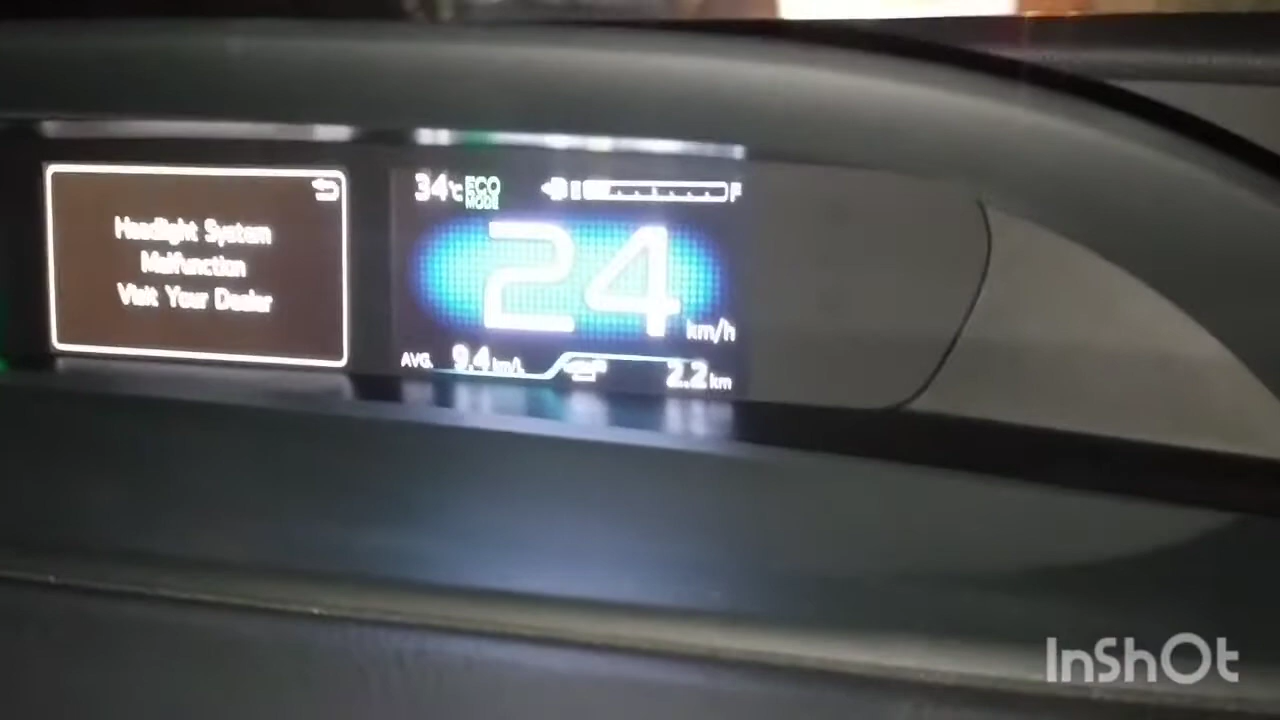 Headlight System
Malfunction
Visit Your Dealer
34°C ECO MODE E F
24
km/h
AVG. 9.4 km/L 2.2 km
InShOt